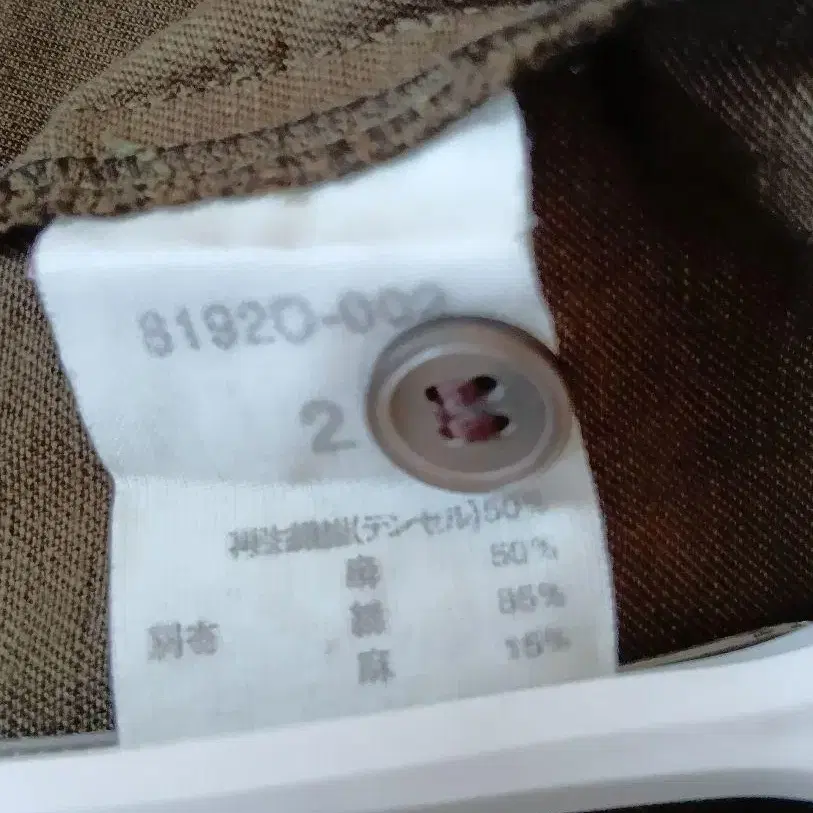 81920-002
2
再生繊維(テンセル)50%
麻 50%
綿 85%
別布 麻 15%